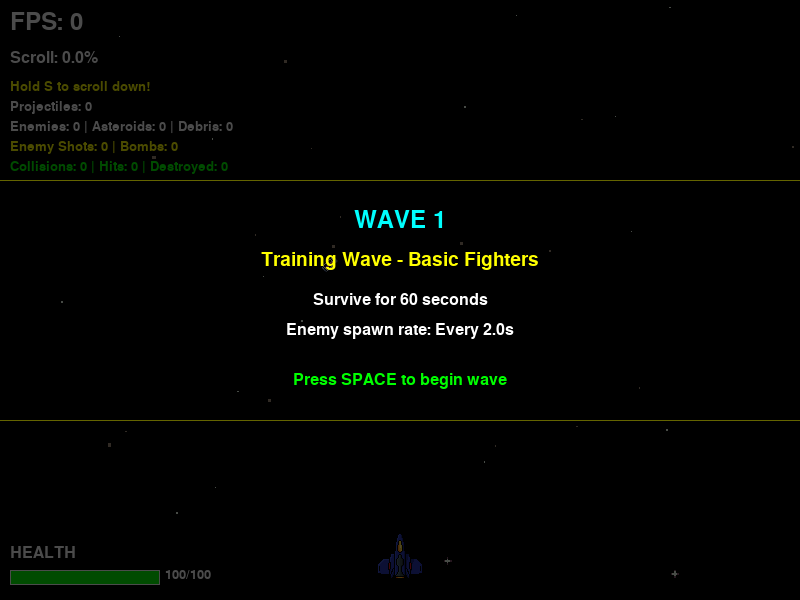 FPS: 0
Scroll: 0.0%
Hold S to scroll down!
Projectiles: 0
Enemies: 0 | Asteroids: 0 | Debris: 0
Enemy Shots: 0 | Bombs: 0
Collisions: 0 | Hits: 0 | Destroyed: 0
WAVE 1
Training Wave - Basic Fighters
Survive for 60 seconds
Enemy spawn rate: Every 2.0s
Press SPACE to begin wave
HEALTH
100/100